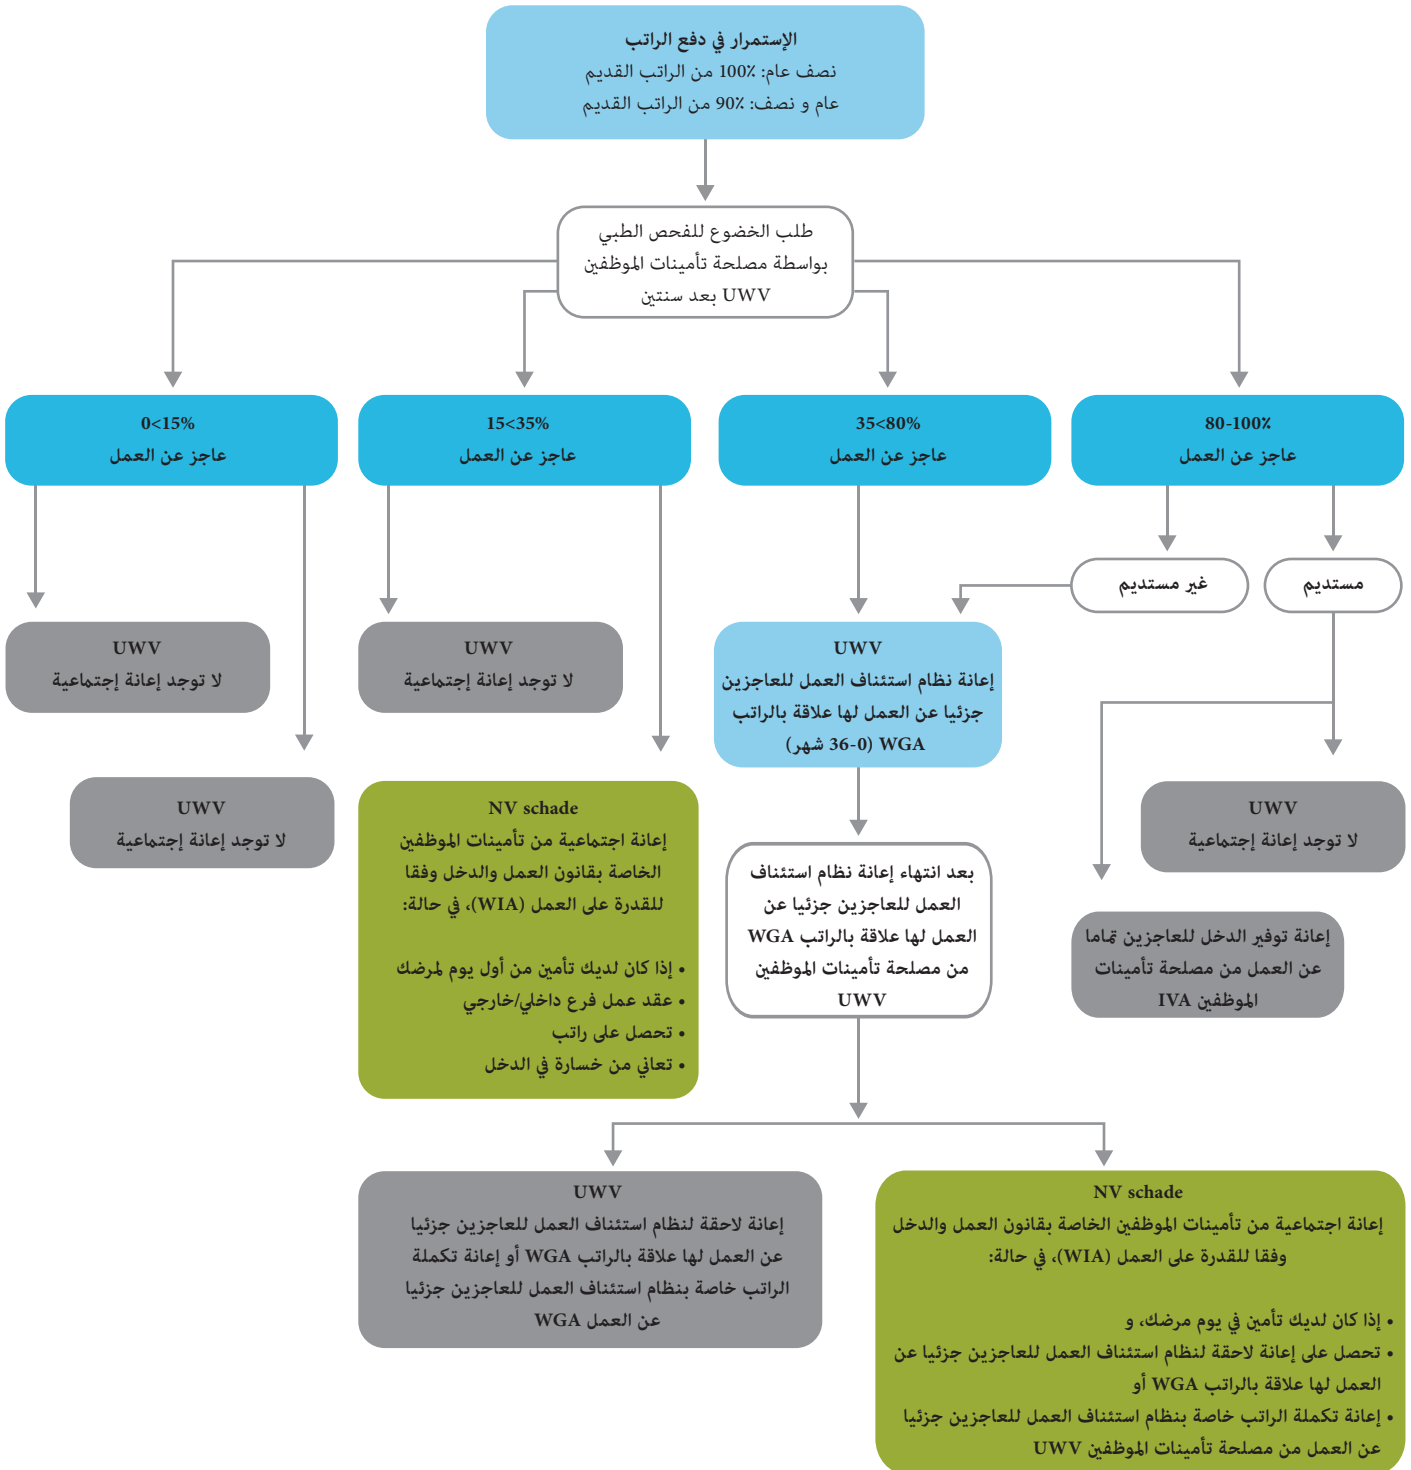 الإستمرار في دفع الراتب
نصف عام: 100٪ من الراتب القديم
عام و نصف: 90٪ من الراتب القديم
طلب الخضوع للفحص الطبي
بواسطة مصلحة تأمينات الموظفين
UWV بعد سنتين
0<15%
عاجز عن العمل
15<35%
عاجز عن العمل
35<80%
عاجز عن العمل
80-100٪
عاجز عن العمل
غير مستديم
مستديم
UWV
لا توجد إعانة إجتماعية
UWV
لا توجد إعانة إجتماعية
UWV
إعانة نظام استئناف العمل للعاجزين
جزئيا عن العمل لها علاقة بالراتب
WGA (0-36 شهر)
UWV
لا توجد إعانة إجتماعية
NV schade
إعانة اجتماعية من تأمينات الموظفين
الخاصة بقانون العمل والدخل وفقا
للقدرة على العمل (WIA)، في حالة:
• إذا كان لديك تأمين من أول يوم لمرضك
• عقد عمل فرع داخلي/خارجي
• تحصل على راتب
• تعاني من خسارة في الدخل
بعد انتهاء إعانة نظام استئناف
العمل للعاجزين جزئيا عن
العمل لها علاقة بالراتب WGA
من مصلحة تأمينات الموظفين
UWV
UWV
لا توجد إعانة إجتماعية
إعانة توفير الدخل للعاجزين تماما
عن العمل من مصلحة تأمينات
الموظفين IVA
UWV
إعانة لاحقة لنظام استئناف العمل للعاجزين جزئيا
عن العمل لها علاقة بالراتب WGA أو إعانة تكملة
الراتب خاصة بنظام استئناف العمل للعاجزين جزئيا
عن العمل WGA
NV schade
إعانة اجتماعية من تأمينات الموظفين الخاصة بقانون العمل والدخل
وفقا للقدرة على العمل (WIA)، في حالة:
• إذا كان لديك تأمين في يوم مرضك، و
• تحصل على إعانة لاحقة لنظام استئناف العمل للعاجزين جزئيا عن
العمل لها علاقة بالراتب WGA أو
• إعانة تكملة الراتب خاصة بنظام استئناف العمل للعاجزين جزئيا
عن العمل من مصلحة تأمينات الموظفين UWV